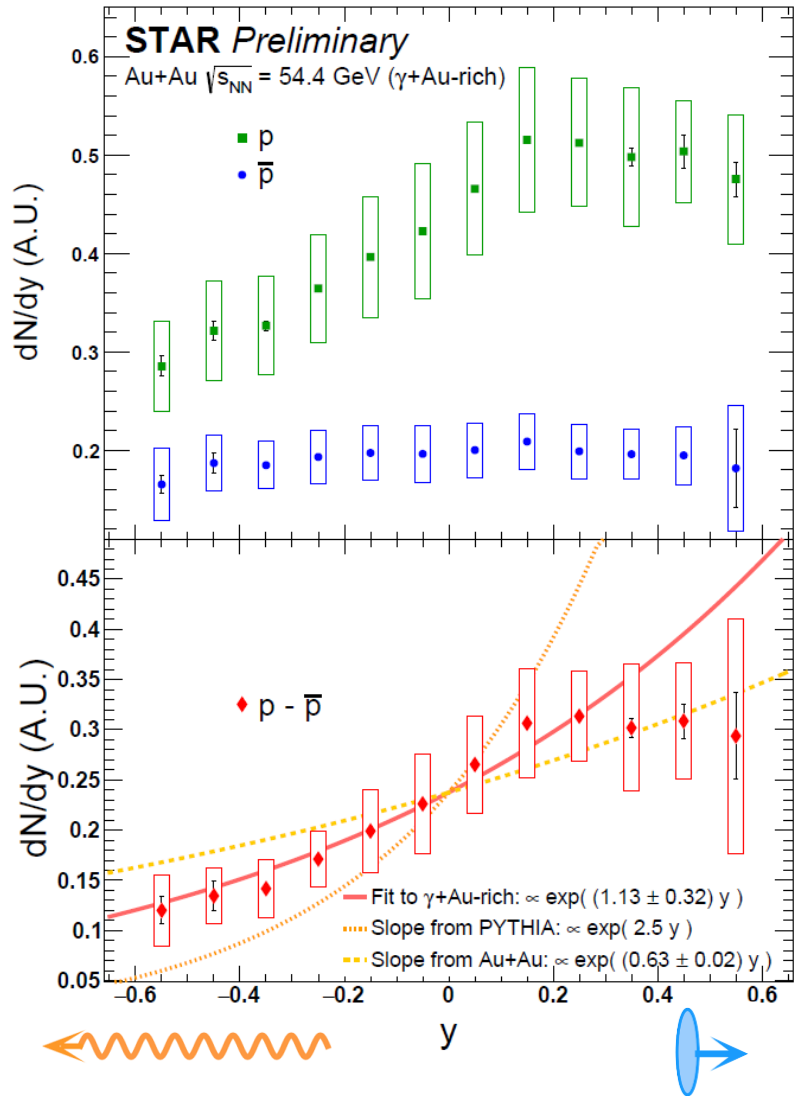 STAR Preliminary
Au+Au √s_NN = 54.4 GeV (γ+Au-rich)
p
p̅
dN/dy (A.U.)
0.6
0.5
0.4
0.3
0.2
p - p̅
dN/dy (A.U.)
0.45
0.4
0.35
0.3
0.25
0.2
0.15
0.1
0.05
Fit to γ+Au-rich: ∝ exp( (1.13 ± 0.32) y )
Slope from PYTHIA: ∝ exp( 2.5 y )
Slope from Au+Au: ∝ exp( (0.63 ± 0.02) y )
−0.6 −0.4 −0.2 0 0.2 0.4 0.6
y